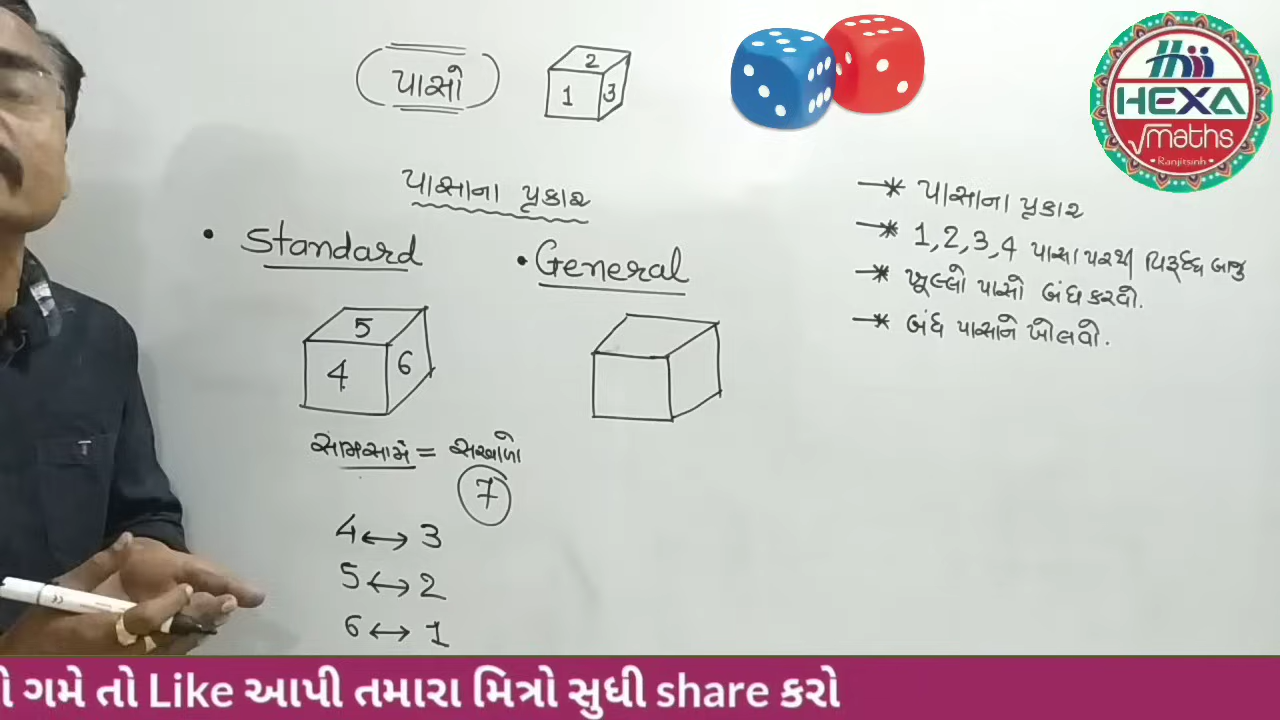 પાસો
2
1 3
HEXA
√maths
Ranjitsinh
પાસાના પ્રકાર
• Standard
• General
5
4 6
સામસામે = સરવાળો
7
4 ↔ 3
5 ↔ 2
6 ↔ 1
→* પાસાના પ્રકાર
→* 1,2,3,4 પાસા પરથી વિરૂદ્ધ બાજુ
→* ખૂલ્લો પાસો બંધ કરવો.
→* બંધ પાસાને ખોલવો.
ગમે તો Like આપી તમારા મિત્રો સુધી share કરો